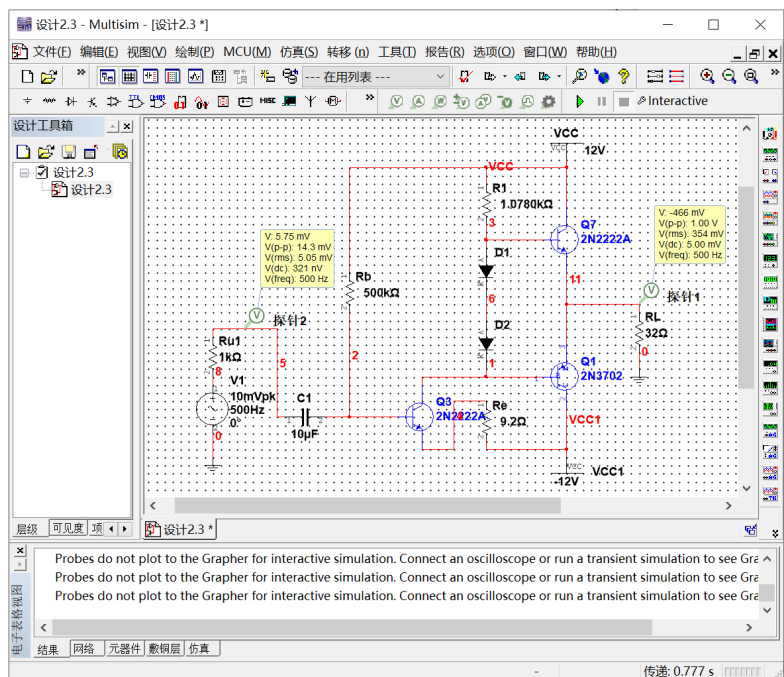 设计2.3 - Multisim - [设计2.3 *]
文件(F) 编辑(E) 视图(V) 绘制(P) MCU(M) 仿真(S) 转移 (n) 工具(T) 报告(R) 选项(O) 窗口(W) 帮助(H)
--- 在用列表 ---
Interactive
设计工具箱
设计2.3
设计2.3
VCC
VCC
12V
VCC
R1
1.0780kΩ
3
Q7
2N2222A
V: -466 mV
V(p-p): 1.00 V
V(rms): 354 mV
V(dc): 5.00 mV
V(freq): 500 Hz
V: 5.75 mV
V(p-p): 14.3 mV
V(rms): 5.05 mV
V(dc): 321 nV
V(freq): 500 Hz
D1
11
探针1
Rb
500kΩ
6
探针2
D2
RL
32Ω
0
Ru1
1kΩ
8
5
2
1
Q1
2N3702
V1
10mVpk
500Hz
0°
0
C1
10µF
Q3
2N2222A
Re
9.2Ω
VCC1
VCC
-12V
VCC1
层级 可见度 项
设计2.3 *
Probes do not plot to the Grapher for interactive simulation. Connect an oscilloscope or run a transient simulation to see Gra
Probes do not plot to the Grapher for interactive simulation. Connect an oscilloscope or run a transient simulation to see Gra
Probes do not plot to the Grapher for interactive simulation. Connect an oscilloscope or run a transient simulation to see Gra
电子表格视图
结果 网络 元器件 敷铜层 仿真
- 传递: 0.777 s